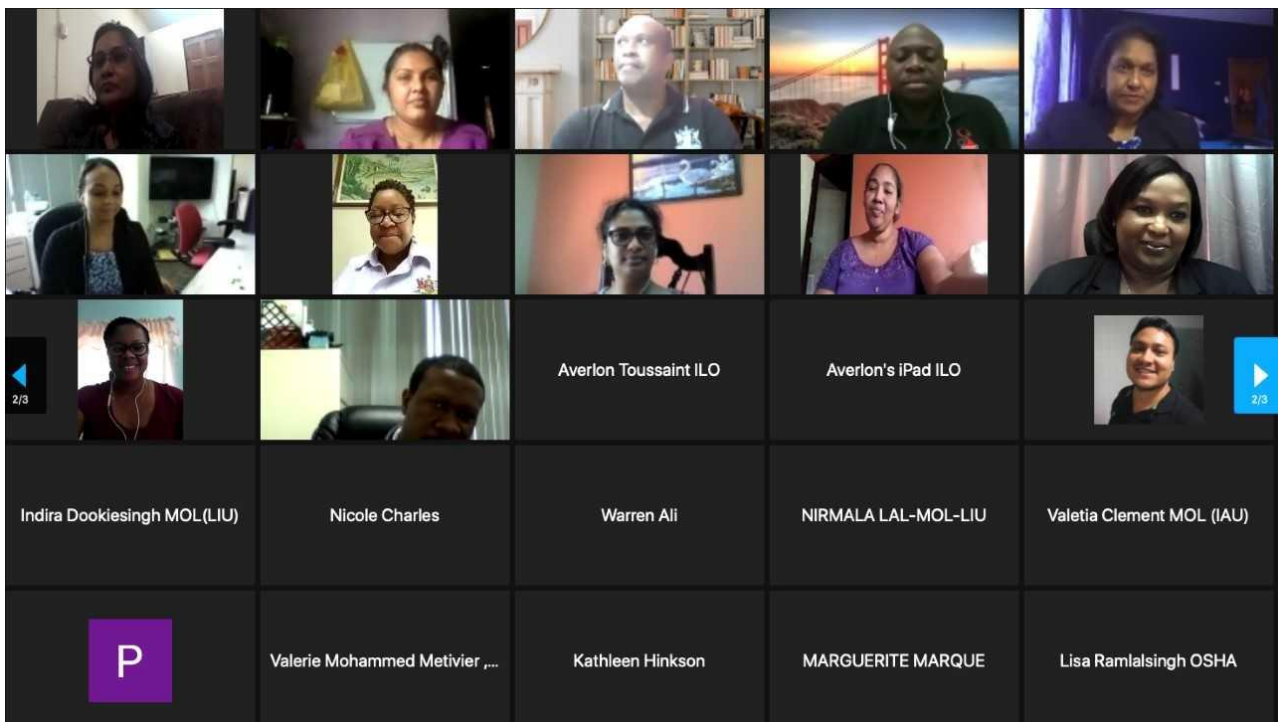 2/3
Averlon Toussaint ILO
Averlon's iPad ILO
2/3
Indira Dookiesingh MOL(LIU)
Nicole Charles
Warren Ali
NIRMALA LAL-MOL-LIU
Valetia Clement MOL (IAU)
P
Valerie Mohammed Metivier ,...
Kathleen Hinkson
MARGUERITE MARQUE
Lisa Ramlalsingh OSHA